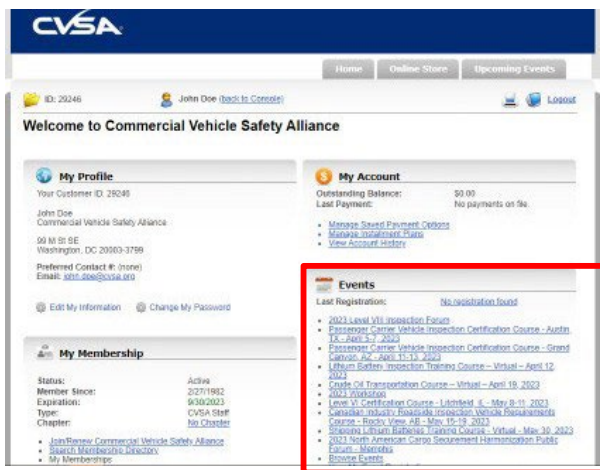 CVSA
Home
Online Store
Upcoming Events
ID: 29246
John Doe (back to Console)
Logout
Welcome to Commercial Vehicle Safety Alliance
My Profile
Your Customer ID: 29246
John Doe
Commercial Vehicle Safety Alliance
99 M St SE
Washington, DC 20003-3799
Preferred Contact #: (none)
Email: john.doe@cvsa.org
Edit My Information
Change My Password
My Membership
Status: Active
Member Since: 2/27/1982
Expiration: 9/30/2023
Type: CVSA Staff
Chapter: No Chapter
Join/Renew Commercial Vehicle Safety Alliance
Search Membership Directory
My Memberships
My Account
Outstanding Balance: $0.00
Last Payment: No payments on file.
Manage Saved Payment Options
Manage Installment Plans
View Account History
Events
Last Registration: No registration found
2023 Level VIII Inspection Forum
Passenger Carrier Vehicle Inspection Certification Course - Austin,
TX - April 5-7, 2023
Passenger Carrier Vehicle Inspection Certification Course - Grand
Canyon, AZ - April 11-13, 2023
Lithium Battery Inspection Training Course – Virtual – April 12,
2023
Crude Oil Transportation Course – Virtual – April 19, 2023
2023 Workshop
Level VI Certification Course - Litchfield, IL - May 8-11, 2023
Canadian Industry Roadside Inspection Vehicle Requirements
Course - Rocky View, AB - May 15-19, 2023
Shipping Lithium Batteries Training Course - Virtual - May 30, 2023
2023 North American Cargo Securement Harmonization Public
Forum - Memphis
Browse Events